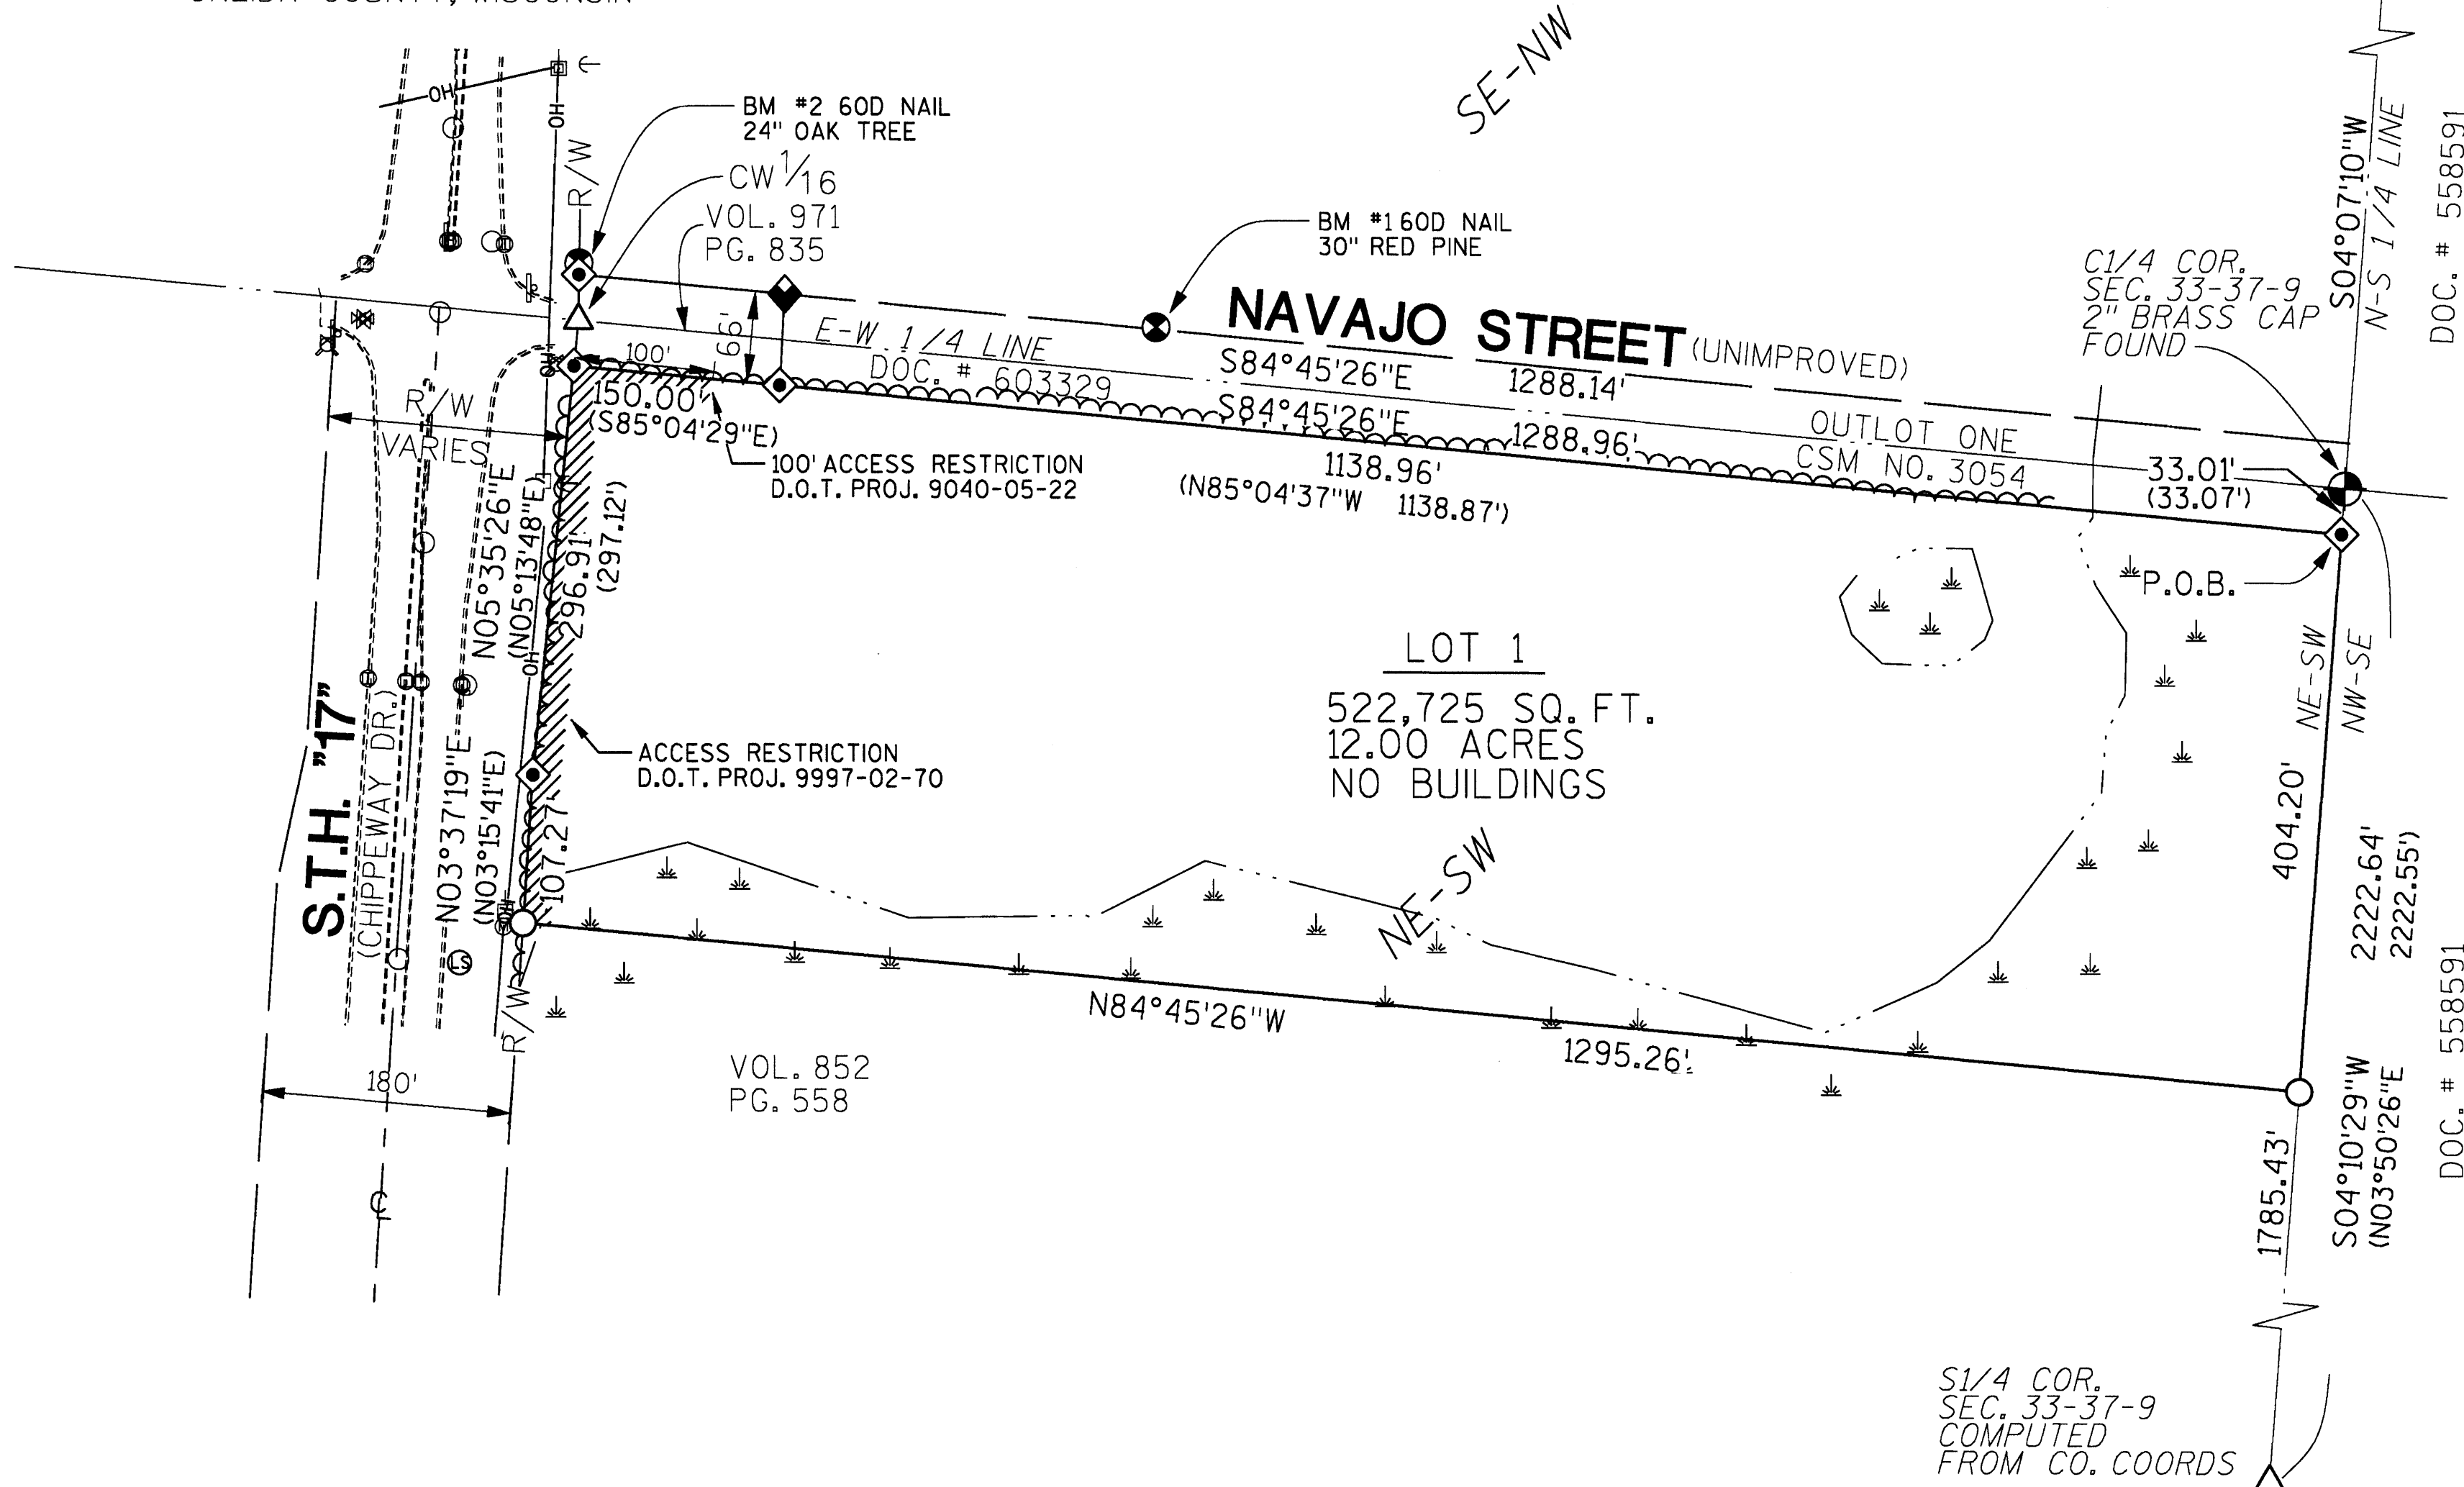 BM #2 60D NAIL
24" OAK TREE
CW 1/16
VOL. 971
PG. 835
SE-NW
BM #1 60D NAIL
30" RED PINE
S04°07'10"W
N-S 1/4 LINE
DOC. # 558591
C1/4 COR.
SEC. 33-37-9
2" BRASS CAP
FOUND
OH
OH
R/W
NAVAJO STREET (UNIMPROVED)
66'
E-W 1/4 LINE
DOC. # 603329
S84°45'26"E 1288.14'
100'
150.00'
(S85°04'29"E)
S84°45'26"E 1288.96'
OUTLOT ONE
CSM NO. 3054
33.01'
(33.07')
1138.96'
(N85°04'37"W 1138.87')
100' ACCESS RESTRICTION
D.O.T. PROJ. 9040-05-22
R/W
VARIES
OH
N05°35'26"E
(N05°13'48"E)
296.91'
(297.12')
OH
P.O.B.
LOT 1
522,725 SQ. FT.
12.00 ACRES
NO BUILDINGS
NE-SW
NW-SE
S.T.H. "17"
(CHIPPEWAY DR.)
N03°37'19"E
(N03°15'41"E)
107.27'
ACCESS RESTRICTION
D.O.T. PROJ. 9997-02-70
NE-SW
404.20'
2222.64'
2222.55')
LS
R/W
N84°45'26"W
1295.26'
VOL. 852
PG. 558
180'
1785.43'
S04°10'29"W
(N03°50'26"E
DOC. # 558591
S1/4 COR.
SEC. 33-37-9
COMPUTED
FROM CO. COORDS